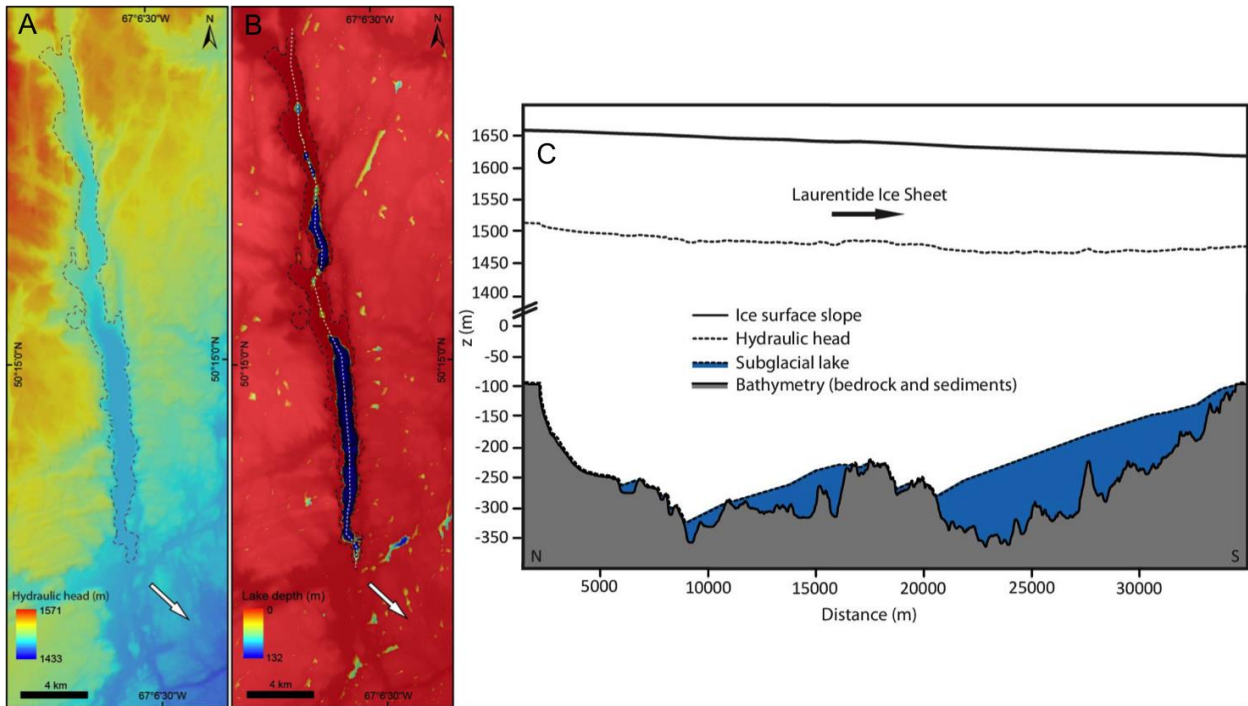 A
67°6'30"W
N
50°15'0"N
50°15'0"N
Hydraulic head (m)
1571
1433
4 km
67°6'30"W
B
67°6'30"W
N
50°15'0"N
Lake depth (m)
0
132
4 km
67°6'30"W
C
1650
1600
1550
1500
1450
1400
0
-50
-100
-150
-200
-250
-300
-350
z (m)
Laurentide Ice Sheet
Ice surface slope
Hydraulic head
Subglacial lake
Bathymetry (bedrock and sediments)
N
S
5000
10000
15000
20000
25000
30000
Distance (m)